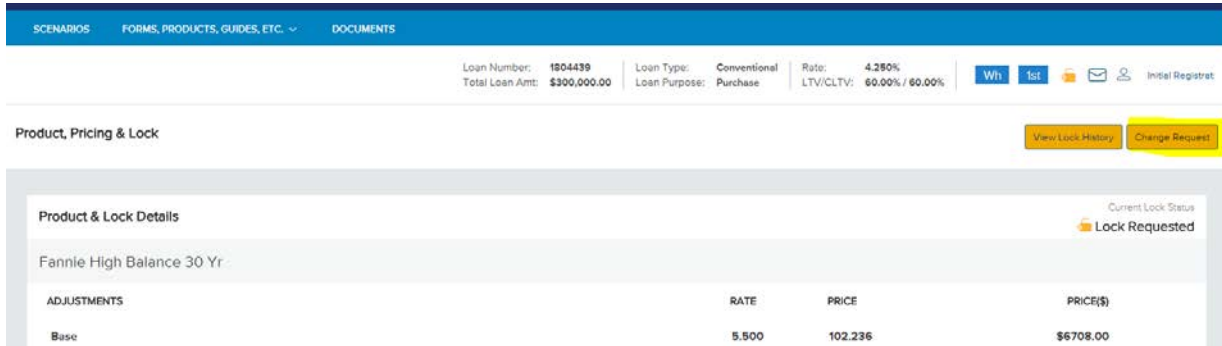 SCENARIOS FORMS, PRODUCTS, GUIDES, ETC. DOCUMENTS
Loan Number: 1804439 Loan Type: Conventional Rate: 4.250%
Total Loan Amt: $300,000.00 Loan Purpose: Purchase LTV/CLTV: 60.00% / 60.00%
Wh 1st Initial Registrat
Product, Pricing & Lock View Lock History Change Request
Product & Lock Details Current Lock Status
Lock Requested
Fannie High Balance 30 Yr
ADJUSTMENTS RATE PRICE PRICE($)
Base 5.500 102.236 $6708.00